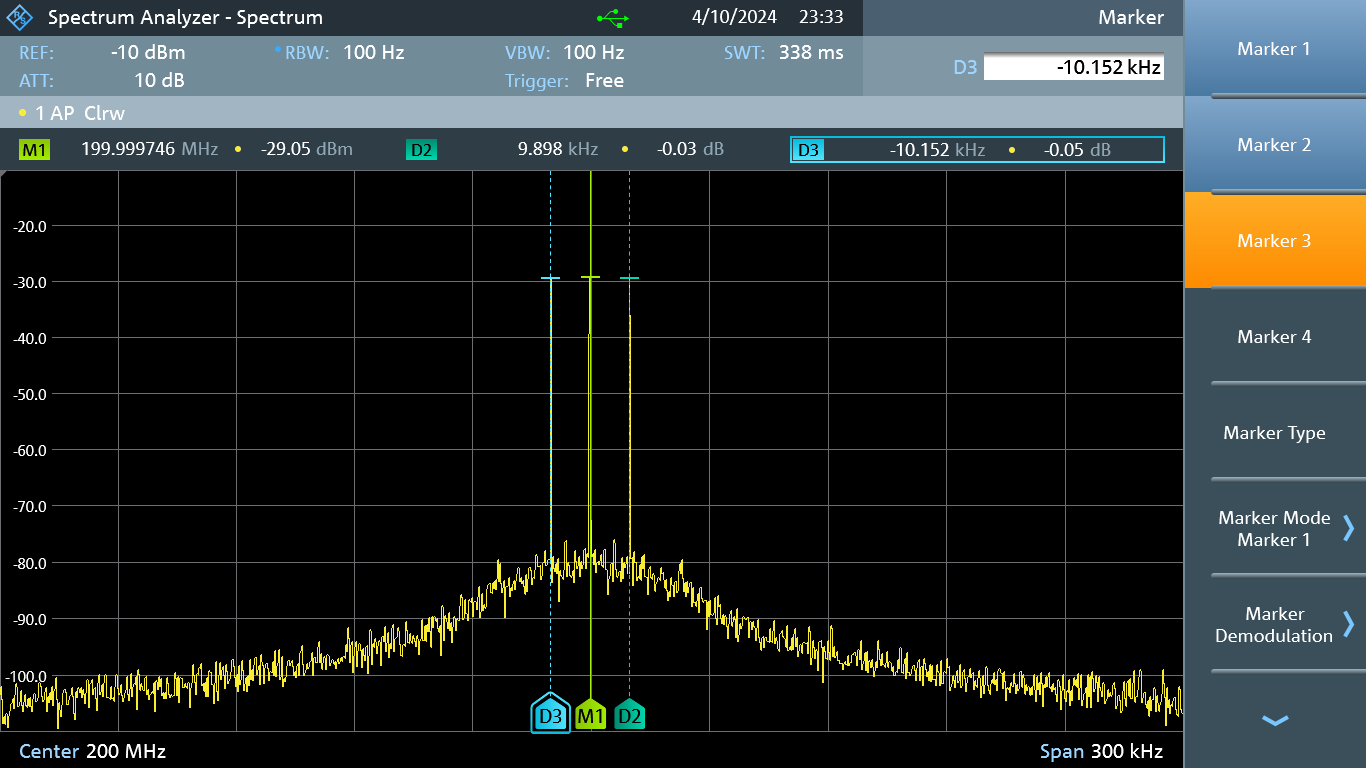 Spectrum Analyzer - Spectrum 4/10/2024 23:33 Marker
REF: -10 dBm RBW: 100 Hz VBW: 100 Hz SWT: 338 ms
ATT: 10 dB Trigger: Free
D3 -10.152 kHz
1 AP Clrw
M1 199.999746 MHz • -29.05 dBm D2 9.898 kHz • -0.03 dB D3 -10.152 kHz • -0.05 dB
-20.0
-30.0
-40.0
-50.0
-60.0
-70.0
-80.0
-90.0
-100.0
D3 M1 D2
Center 200 MHz Span 300 kHz
Marker 1
Marker 2
Marker 3
Marker 4
Marker Type
Marker Mode
Marker 1
Marker
Demodulation